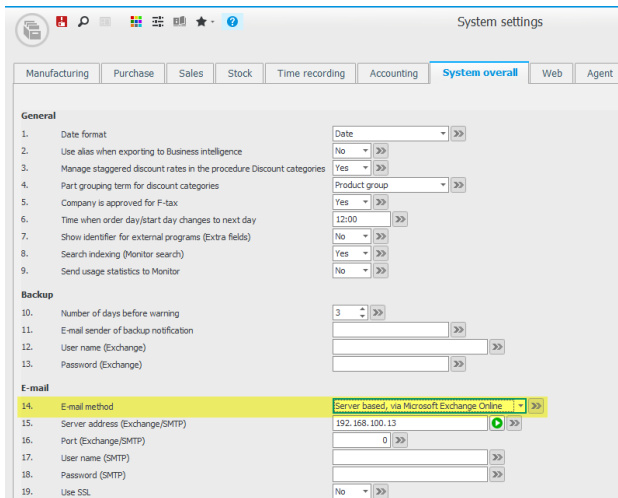 System settings
Manufacturing Purchase Sales Stock Time recording Accounting System overall Web Agent
General
1. Date format Date
2. Use alias when exporting to Business intelligence No
3. Manage staggered discount rates in the procedure Discount categories Yes
4. Part grouping term for discount categories Product group
5. Company is approved for F-tax Yes
6. Time when order day/start day changes to next day 12:00
7. Show identifier for external programs (Extra fields) No
8. Search indexing (Monitor search) Yes
9. Send usage statistics to Monitor No
Backup
10. Number of days before warning 3
11. E-mail sender of backup notification
12. User name (Exchange)
13. Password (Exchange)
E-mail
14. E-mail method Server based, via Microsoft Exchange Online
15. Server address (Exchange/SMTP) 192.168.100.13
16. Port (Exchange/SMTP) 0
17. User name (SMTP)
18. Password (SMTP)
19. Use SSL No